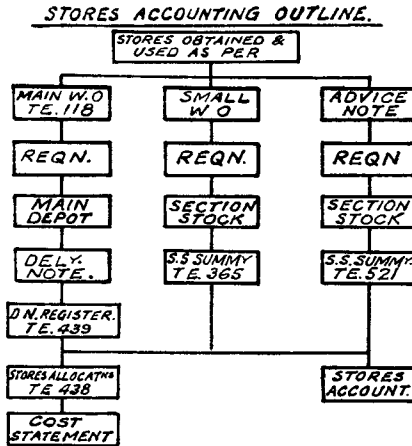 STORES ACCOUNTING OUTLINE.
STORES OBTAINED &
USED AS PER
MAIN W.O
TE. 118
SMALL
W O
ADVICE
NOTE
REQN.
REQN.
REQN
MAIN
DEPOT
SECTION
STOCK
SECTION
STOCK
DELY.
NOTE.
S.S SUMMY
TE. 365
S.S.SUMMY.
TE. 521
D N. REGISTER.
TE. 439
STORES ALLOCATNS
TE 438
STORES
ACCOUNT.
COST
STATEMENT